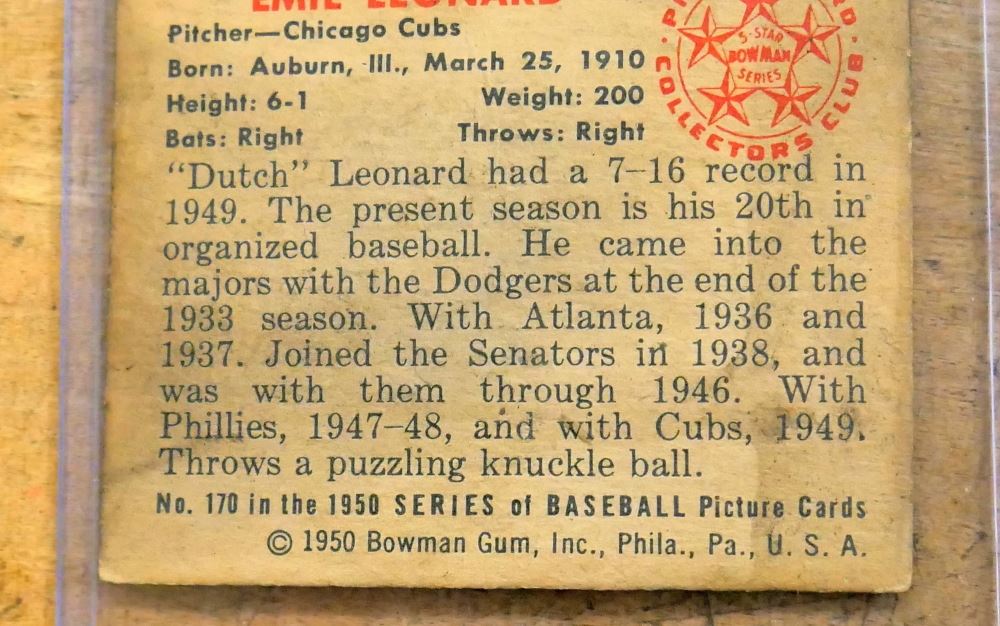 EMIL LEONARD
Pitcher—Chicago Cubs
Born: Auburn, Ill., March 25, 1910
Height: 6-1 Weight: 200
Bats: Right Throws: Right
5-STAR
BOWMAN
SERIES
COLLECTORS CLUB
"Dutch" Leonard had a 7–16 record in
1949. The present season is his 20th in
organized baseball. He came into the
majors with the Dodgers at the end of the
1933 season. With Atlanta, 1936 and
1937. Joined the Senators in 1938, and
was with them through 1946. With
Phillies, 1947–48, and with Cubs, 1949.
Throws a puzzling knuckle ball.
No. 170 in the 1950 SERIES of BASEBALL Picture Cards
© 1950 Bowman Gum, Inc., Phila., Pa., U. S. A.